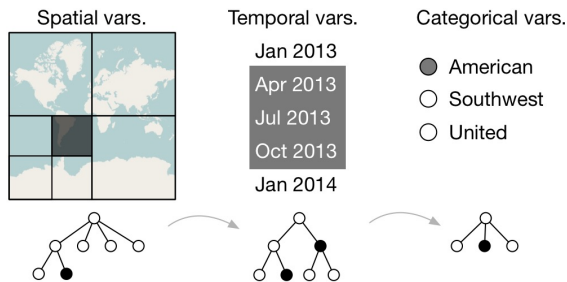 Spatial vars.
Temporal vars.
Categorical vars.
Jan 2013
Apr 2013
Jul 2013
Oct 2013
Jan 2014
American
Southwest
United